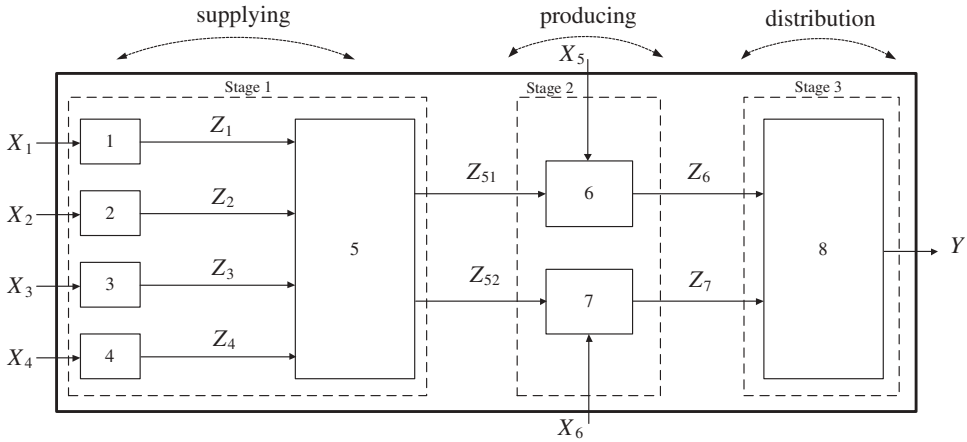 supplying producing distribution
X5
Stage 1 Stage 2 Stage 3
X1 1 Z1
Z51 6 Z6
X2 2 Z2
5 8 Y
X3 3 Z3
Z52 7 Z7
X4 4 Z4
X6